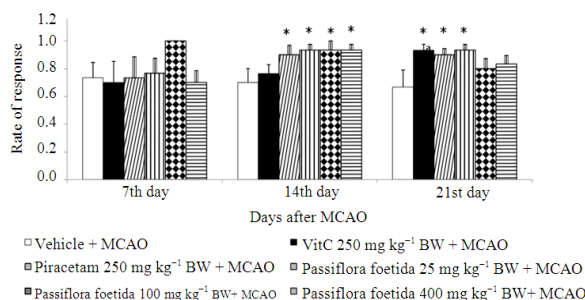 * * * *
* * *
a
Rate of response
1.2
1.0
0.8
0.6
0.4
0.2
0.0
7th day 14th day 21st day
Days after MCAO
Vehicle + MCAO VitC 250 mg kg⁻¹ BW + MCAO
Piracetam 250 mg kg⁻¹ BW + MCAO Passiflora foetida 25 mg kg⁻¹ BW + MCAO
Passiflora foetida 100 mg kg⁻¹ BW+ MCAO Passiflora foetida 400 mg kg⁻¹ BW + MCAO